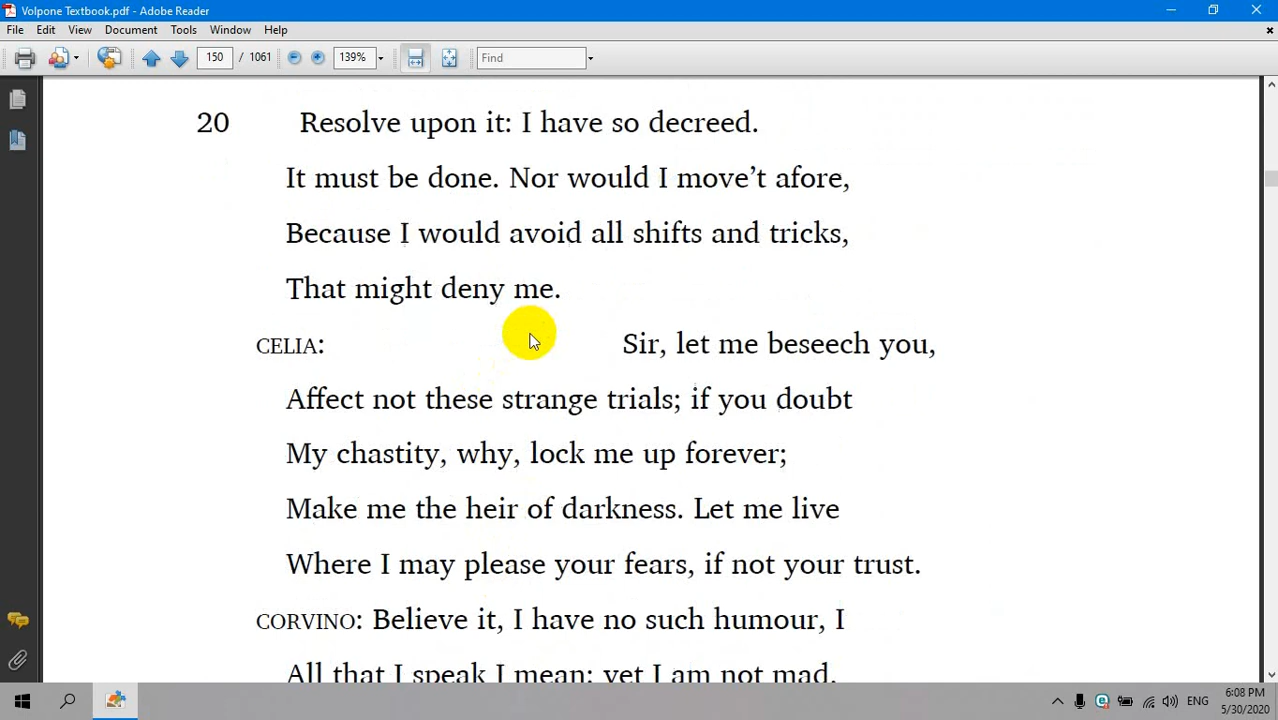 Volpone Textbook.pdf - Adobe Reader
File Edit View Document Tools Window Help
150 / 1061 139% Find
20 Resolve upon it: I have so decreed.
It must be done. Nor would I move’t afore,
Because I would avoid all shifts and tricks,
That might deny me.
CELIA: Sir, let me beseech you,
Affect not these strange trials; if you doubt
My chastity, why, lock me up forever;
Make me the heir of darkness. Let me live
Where I may please your fears, if not your trust.
CORVINO: Believe it, I have no such humour, I
All that I speak I mean; yet I am not mad.
ENG
6:08 PM
5/30/2020